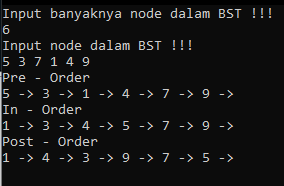 Input banyaknya node dalam BST !!!
6
Input node dalam BST !!!
5 3 7 1 4 9
Pre - Order
5 -> 3 -> 1 -> 4 -> 7 -> 9 ->
In - Order
1 -> 3 -> 4 -> 5 -> 7 -> 9 ->
Post - Order
1 -> 4 -> 3 -> 9 -> 7 -> 5 ->